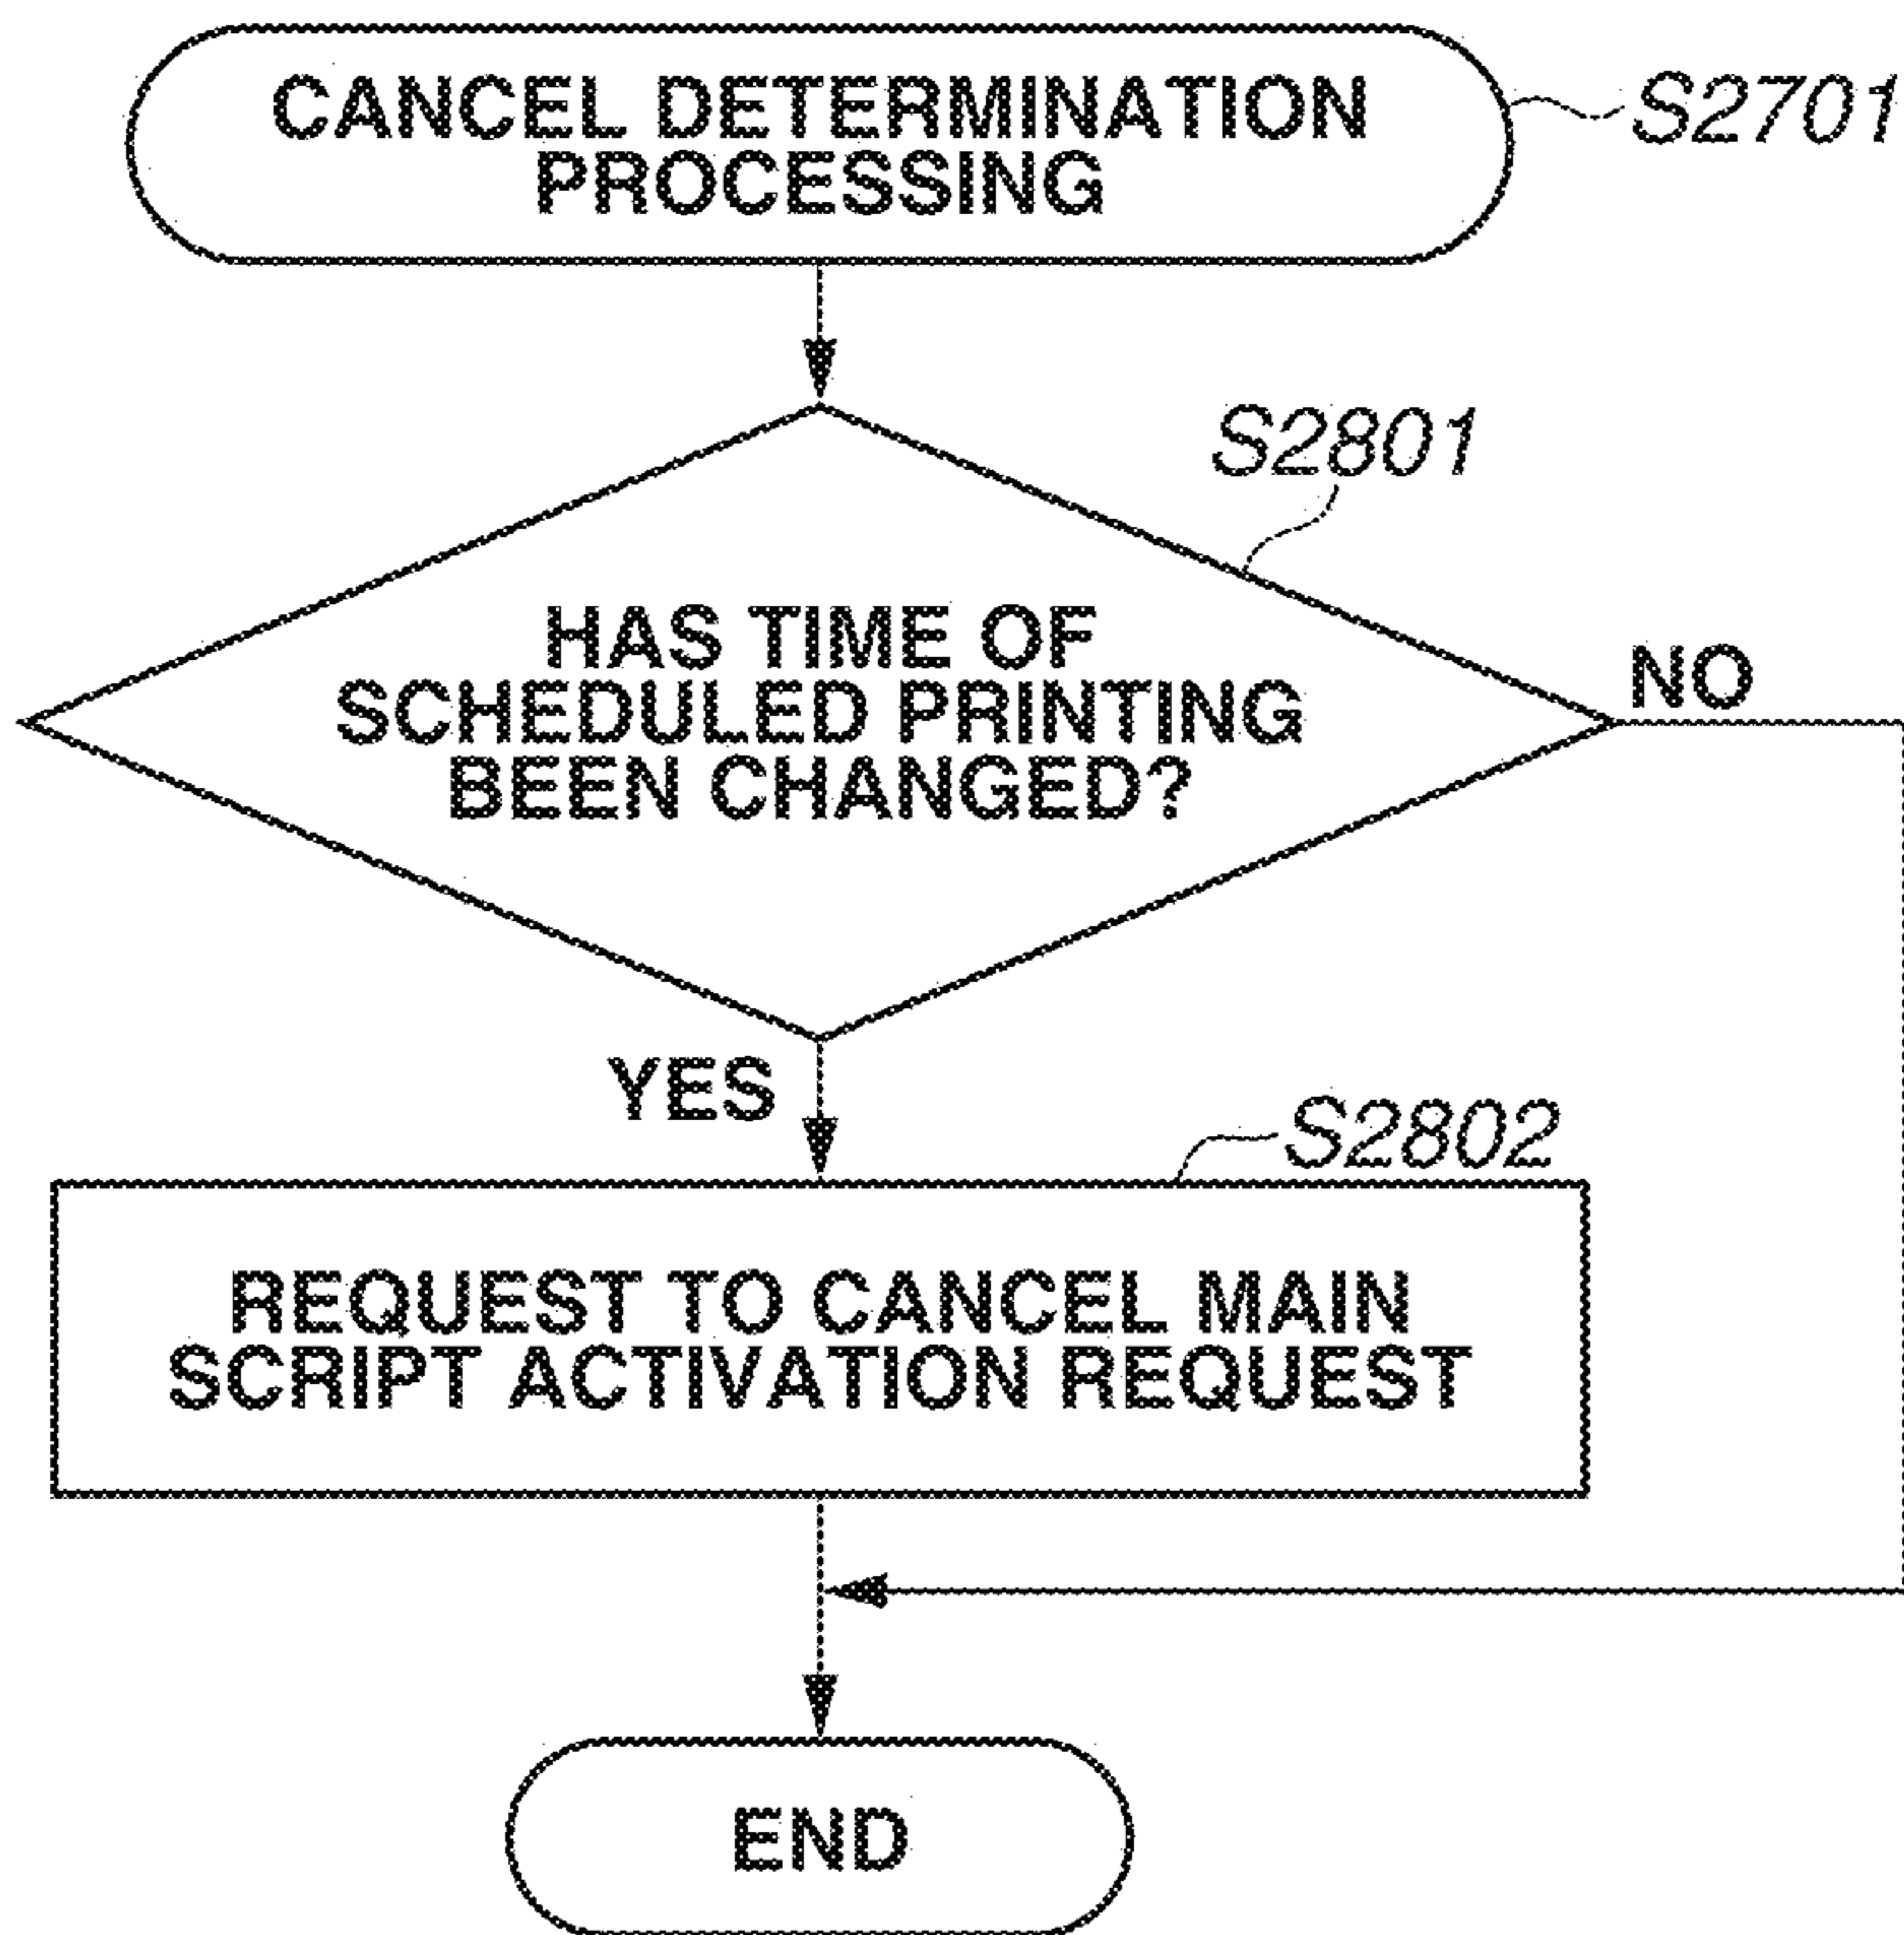 CANCEL DETERMINATION
PROCESSING
S2701
S2801
HAS TIME OF
SCHEDULED PRINTING
BEEN CHANGED?
NO
YES
S2802
REQUEST TO CANCEL MAIN
SCRIPT ACTIVATION REQUEST
END